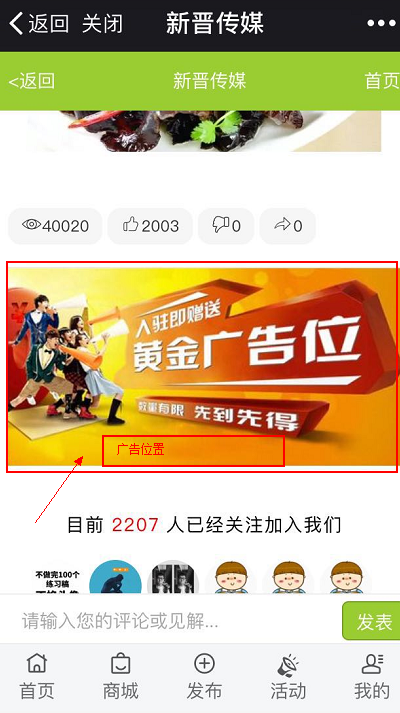 返回 关闭 新晋传媒
<返回 新晋传媒 首页
40020 2003 0 0
入驻即赠送
黄金广告位
数量有限 先到先得
广告位置
目前 2207 人已经关注加入我们
不做完100个
练习稿
请输入您的评论或见解...
发表
首页 商城 发布 活动 我的